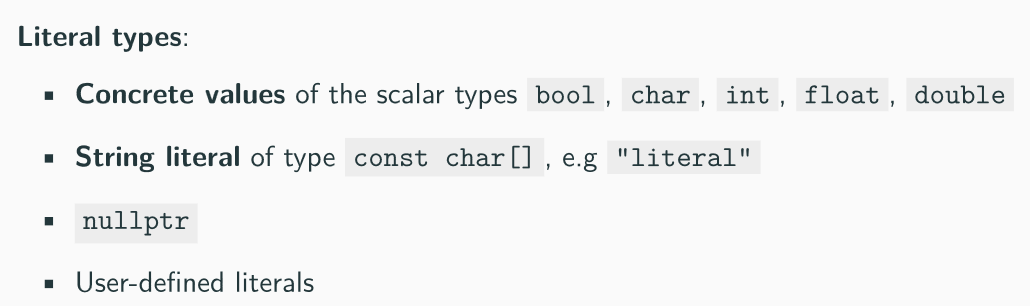 Literal types:
▪ Concrete values of the scalar types bool, char, int, float, double
▪ String literal of type const char[], e.g "literal"
▪ nullptr
▪ User-defined literals